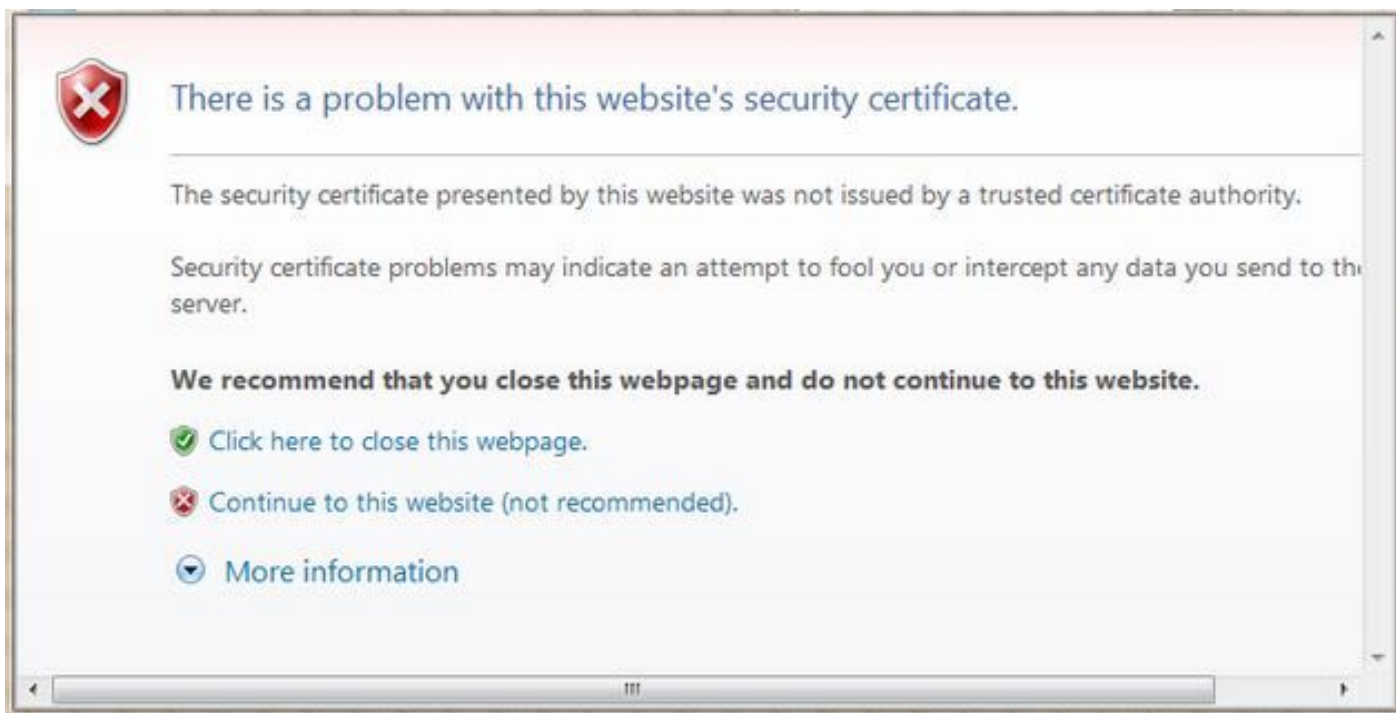 There is a problem with this website's security certificate.
The security certificate presented by this website was not issued by a trusted certificate authority.
Security certificate problems may indicate an attempt to fool you or intercept any data you send to
server.
We recommend that you close this webpage and do not continue to this website.
Click here to close this webpage.
Continue to this website (not recommended).
More information